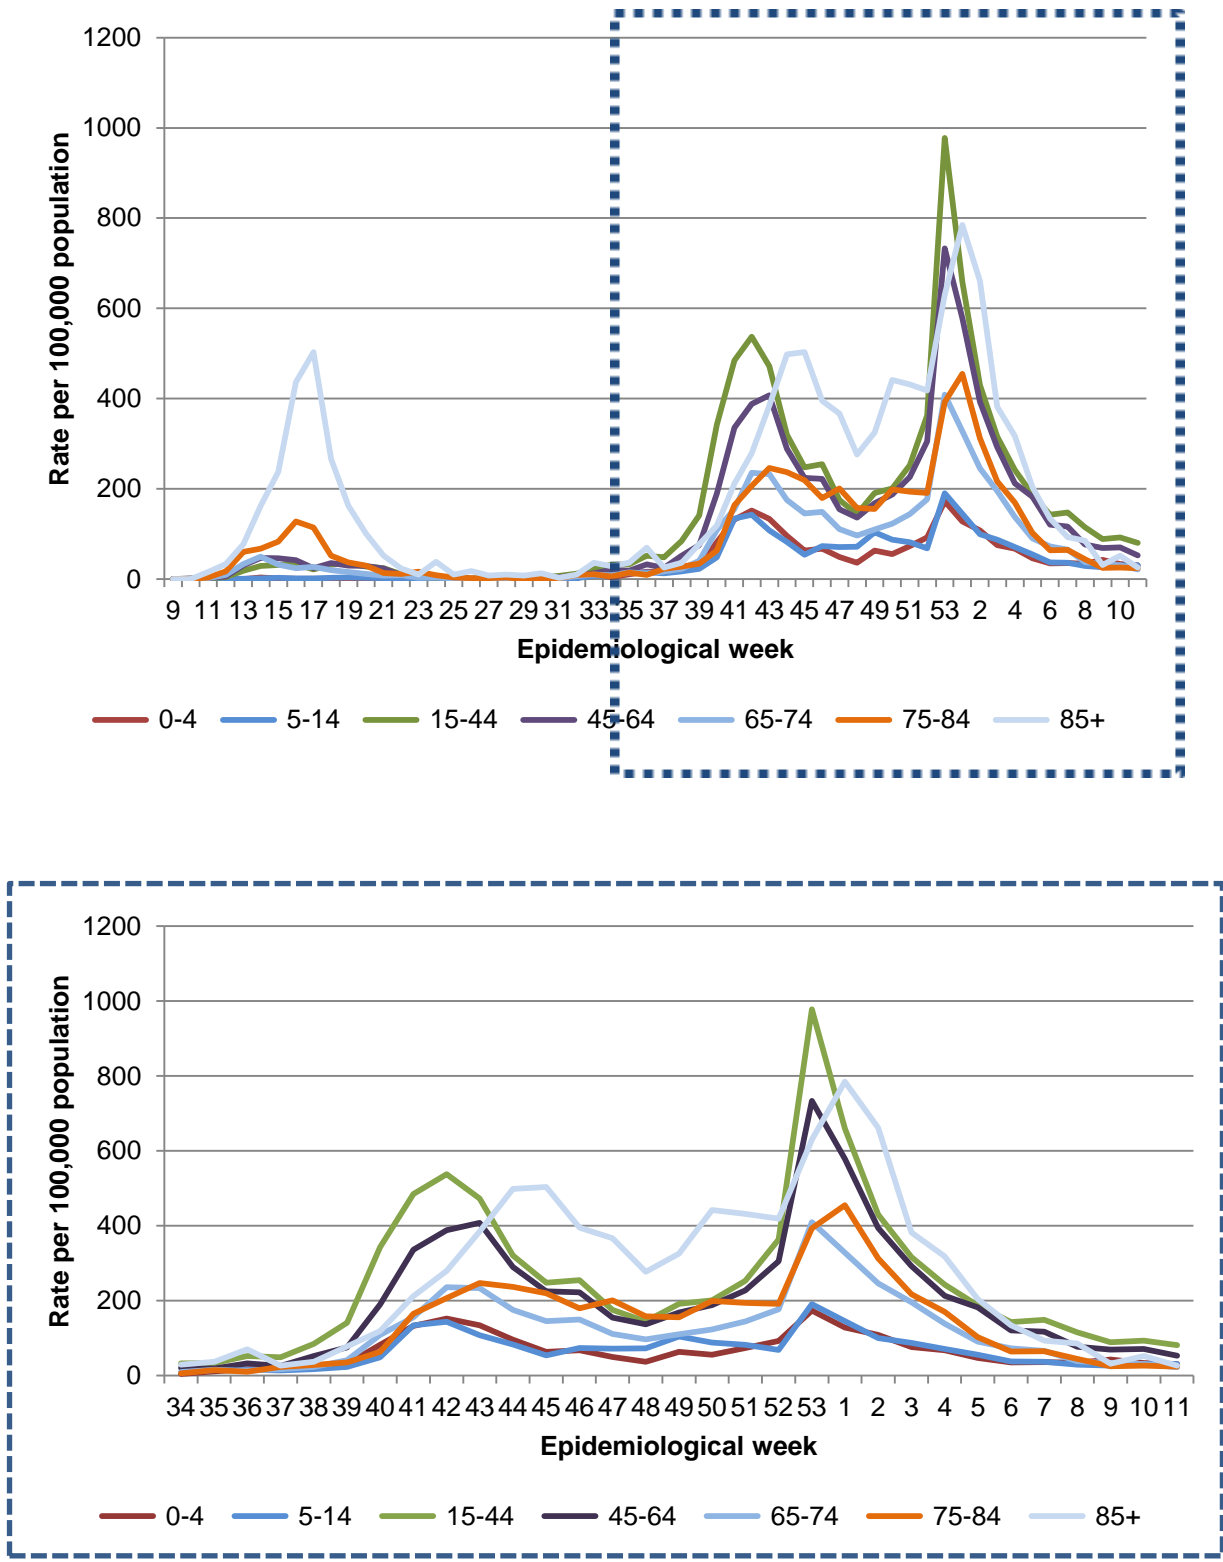 1200
1000
800
600
400
200
0
Rate per 100,000 population
9 11 13 15 17 19 21 23 25 27 29 31 33 35 37 39 41 43 45 47 49 51 53 2 4 6 8 10
Epidemiological week
0-4 5-14 15-44 45-64 65-74 75-84 85+
1200
1000
800
600
400
200
0
Rate per 100,000 population
34 35 36 37 38 39 40 41 42 43 44 45 46 47 48 49 50 51 52 53 1 2 3 4 5 6 7 8 9 10 11
Epidemiological week
0-4 5-14 15-44 45-64 65-74 75-84 85+